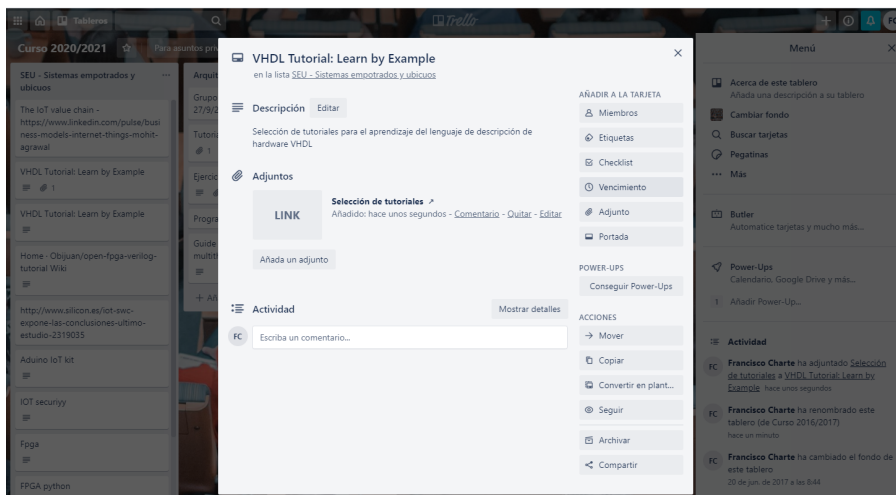 Tableros
Trello
FC
Curso 2020/2021
Para asuntos priv
SEU - Sistemas empotrados y
ubicuos
The IoT value chain -
https://www.linkedin.com/pulse/busi
ness-models-internet-things-mohit-
agrawal
VHDL Tutorial: Learn by Example
1
VHDL Tutorial: Learn by Example
Home · Obijuan/open-fpga-verilog-
tutorial Wiki
http://www.silicon.es/iot-swc-
expone-las-conclusiones-ultimo-
estudio-2319035
Aduino IoT kit
IOT securiyy
Fpga
FPGA python
Arquit
Grupo
27/9/2
Tutoria
1
Ejercic
Progra
Guide
multith
+ Añ
VHDL Tutorial: Learn by Example
en la lista SEU - Sistemas empotrados y ubicuos
Descripción Editar
Selección de tutoriales para el aprendizaje del lenguaje de descripción de
hardware VHDL
Adjuntos
LINK
Selección de tutoriales
Añadido: hace unos segundos - Comentario - Quitar - Editar
Añada un adjunto
Actividad Mostrar detalles
FC Escriba un comentario...
AÑADIR A LA TARJETA
Miembros
Etiquetas
Checklist
Vencimiento
Adjunto
Portada
POWER-UPS
Conseguir Power-Ups
ACCIONES
Mover
Copiar
Convertir en plant...
Seguir
Archivar
Compartir
Menú
Acerca de este tablero
Añada una descripción a su tablero
Cambiar fondo
Buscar tarjetas
Pegatinas
Más
Butler
Automatice tarjetas y mucho más...
Power-Ups
Calendario, Google Drive y más...
1 Añadir Power-Up...
Actividad
FC Francisco Charte ha adjuntado Selección
de tutoriales a VHDL Tutorial: Learn by
Example hace unos segundos
FC Francisco Charte ha renombrado este
tablero (de Curso 2016/2017)
hace un minuto
FC Francisco Charte ha cambiado el fondo de
este tablero
20 de jun. de 2017 a las 8:44